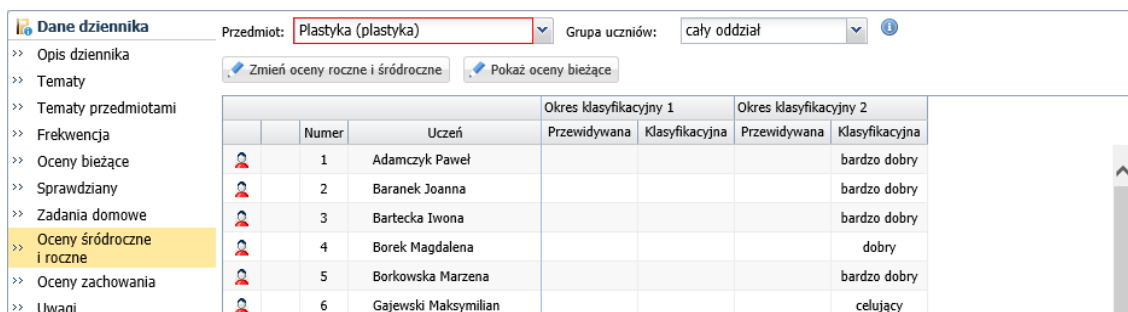 Dane dziennika
>> Opis dziennika
>> Tematy
>> Tematy przedmiotami
>> Frekwencja
>> Oceny bieżące
>> Sprawdziany
>> Zadania domowe
>> Oceny śródroczne
i roczne
>> Oceny zachowania
>> Uwagi
Przedmiot: Plastyka (plastyka) Grupa uczniów: cały oddział
Zmień oceny roczne i śródroczne Pokaż oceny bieżące
Okres klasyfikacyjny 1 Okres klasyfikacyjny 2
Numer Uczeń Przewidywana Klasyfikacyjna Przewidywana Klasyfikacyjna
1 Adamczyk Paweł bardzo dobry
2 Baranek Joanna bardzo dobry
3 Bartecka Iwona bardzo dobry
4 Borek Magdalena dobry
5 Borkowska Marzena bardzo dobry
6 Gajewski Maksymilian celujący